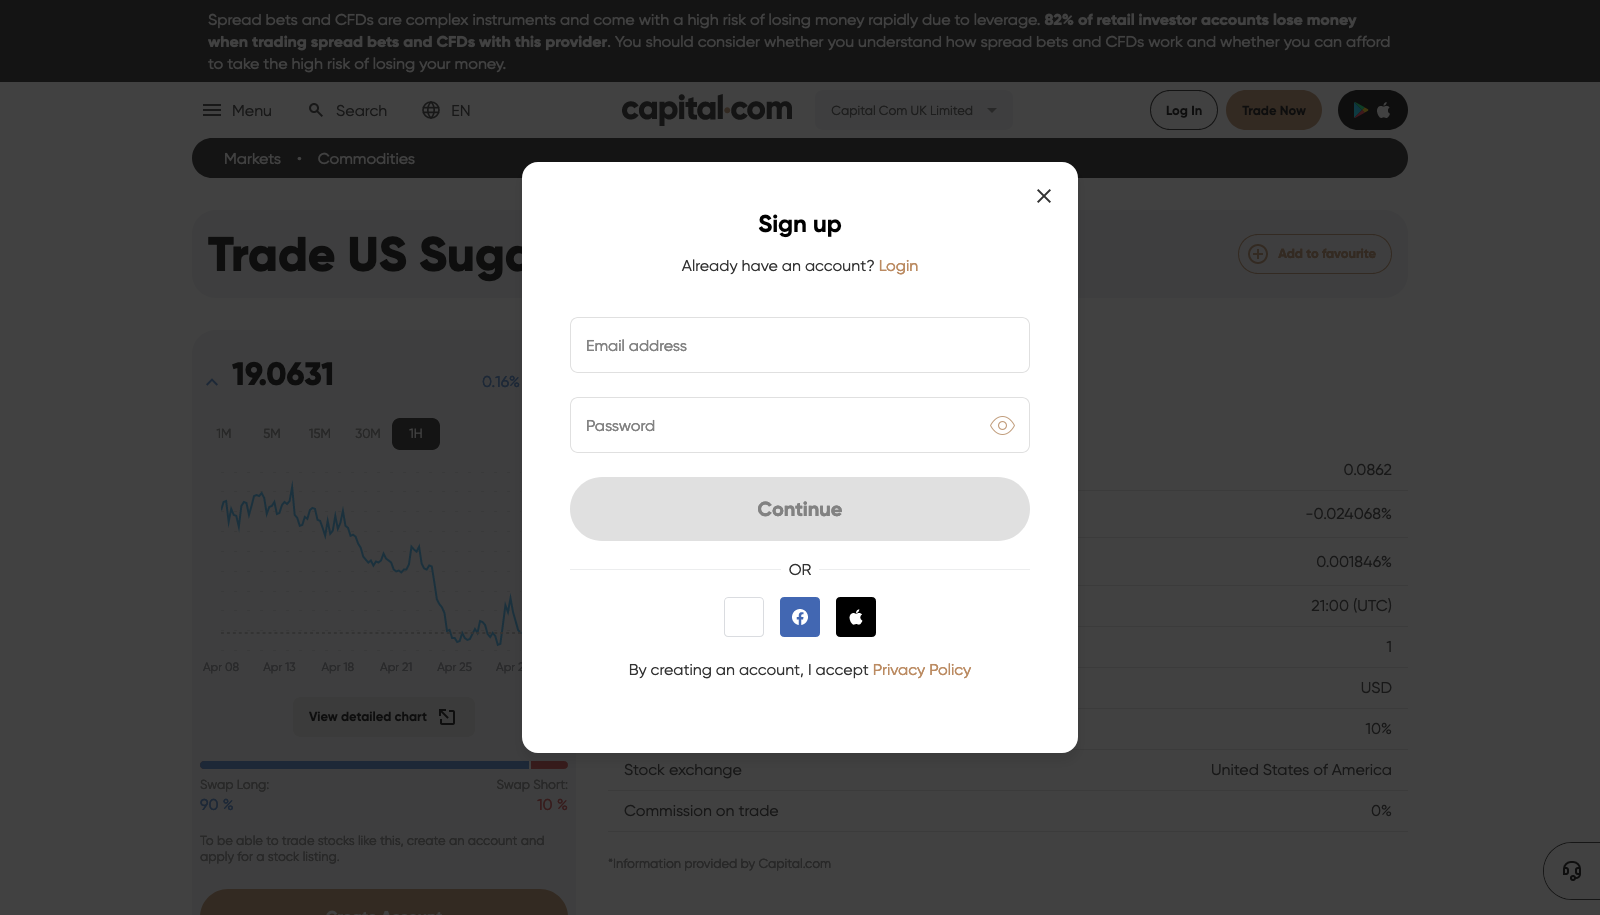 Spread bets and CFDs are complex instruments and come with a high risk of losing money rapidly due to leverage. 82% of retail investor accounts lose money
when trading spread bets and CFDs with this provider. You should consider whether you understand how spread bets and CFDs work and whether you can afford
to take the high risk of losing your money.
Menu Search EN capital.com Capital Com UK Limited Log In Trade Now
Markets • Commodities
Trade US
Add to favourite
Sign up
Already have an account? Login
Email address
Password
Continue
OR
By creating an account, I accept Privacy Policy
19.0631 0.16%
1M 5M 15M 30M 1H
Apr 08 Apr 13 Apr 18 Apr 21 Apr 25 Apr
View detailed chart
Swap Long: Swap Short:
90 % 10 %
To be able to trade stocks like this, create an account and
apply for a stock listing.
0.0862
-0.024068%
0.001846%
21:00 (UTC)
1
USD
10%
Stock exchange United States of America
Commission on trade 0%
*Information provided by Capital.com